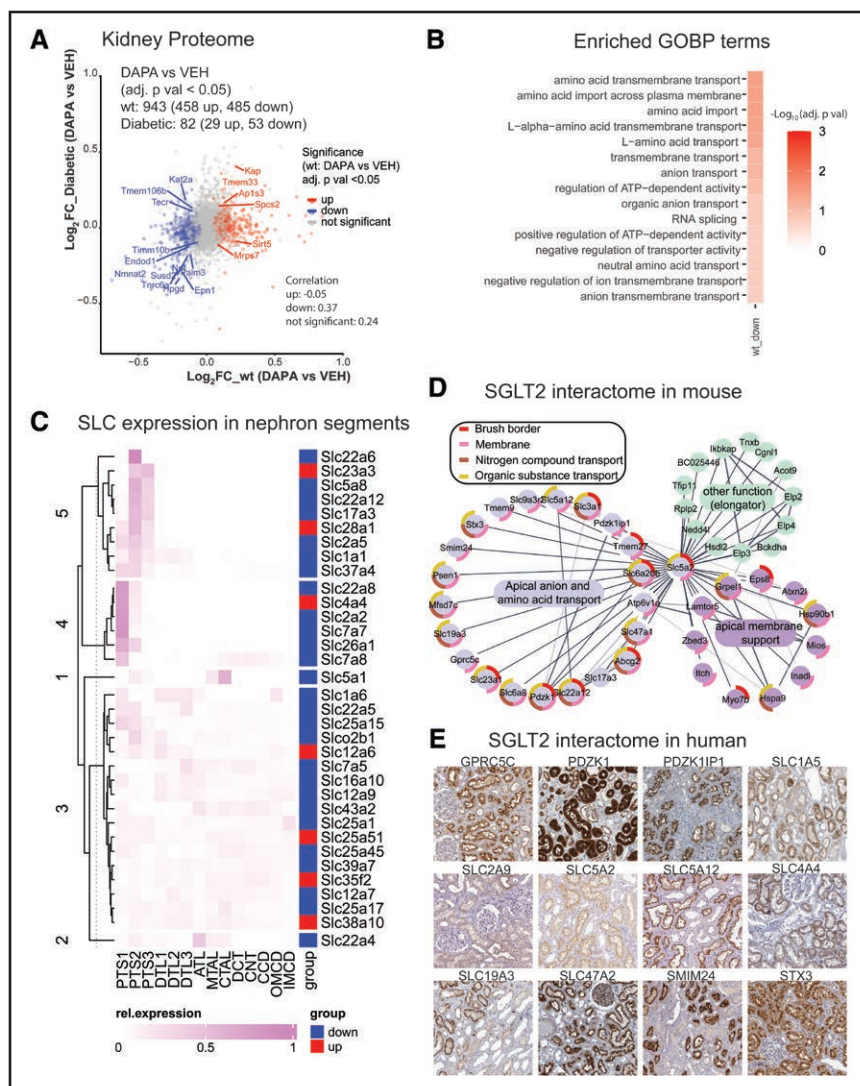 A Kidney Proteome
DAPA vs VEH
(adj. p val < 0.05)
wt: 943 (458 up, 485 down)
Diabetic: 82 (29 up, 53 down)
1.0
0.5
0.0
−0.5
Log2FC_Diabetic (DAPA vs VEH)
Kat2a
Tmem106b
Tecr
Kap
Tmem33
Ap1s3
Spcs2
Timm10b
Endod1
Nmnat2
Susd2
Palm3
Tnrc6a
Hpgd
Epn1
Sirt5
Mrps7
Significance
(wt: DAPA vs VEH)
adj. p val <0.05
up
down
not significant
Correlation
up: -0.05
down: 0.37
not significant: 0.24
−0.5
0.0
0.5
1.0
Log2FC_wt (DAPA vs VEH)
B Enriched GOBP terms
amino acid transmembrane transport
amino acid import across plasma membrane
amino acid import
L-alpha-amino acid transmembrane transport
L-amino acid transport
transmembrane transport
anion transport
regulation of ATP-dependent activity
organic anion transport
RNA splicing
positive regulation of ATP-dependent activity
negative regulation of transporter activity
neutral amino acid transport
negative regulation of ion transmembrane transport
anion transmembrane transport
wt_down
-Log10(adj. p val)
3
2
1
0
C SLC expression in nephron segments
5
4
1
3
2
Slc22a6
Slc23a3
Slc5a8
Slc22a12
Slc17a3
Slc28a1
Slc2a5
Slc1a1
Slc37a4
Slc22a8
Slc4a4
Slc2a2
Slc7a7
Slc26a1
Slc7a8
Slc5a1
Slc1a6
Slc22a5
Slc25a15
Slco2b1
Slc12a6
Slc7a5
Slc16a10
Slc12a9
Slc43a2
Slc25a1
Slc25a51
Slc25a45
Slc39a7
Slc35f2
Slc12a7
Slc25a17
Slc38a10
Slc22a4
PTS1
PTS2
PTS3
DTL1
DTL2
DTL3
ATL
MTAL
CTAL
DCT
CNT
CCD
OMCD
IMCD
group
rel.expression
0
0.5
1
group
down
up
D SGLT2 interactome in mouse
Brush border
Membrane
Nitrogen compound transport
Organic substance transport
Tnxb
Ikbkap
Cgnl1
BC025446
Acot9
Tfip11
other function
(elongator)
Elp2
Rplp2
Nedd4l
Elp4
Hsdl2
Elp3
Bckdha
Slc9a3r2
Slc5a12
Slc3a1
Tmem9
Pdzk1ip1
Stx3
Tmem27
Smim24
Slc5a2
Slc6a20b
Psen1
Apical anion and
amino acid transport
Grpel1
Eps8
Atxn2l
Mfsd7c
Atp6v1a
Lamtor5
Hsp90b1
Slc19a3
Slc47a1
apical membrane
support
Zbed3
Mios
Gprc5c
Abcg2
Itch
Inadl
Slc23a1
Slc17a3
Slc6a8
Pdzk1
Slc22a12
Myo7b
Hspa9
E SGLT2 interactome in human
GPRC5C
PDZK1
PDZK1IP1
SLC1A5
SLC2A9
SLC5A2
SLC5A12
SLC4A4
SLC19A3
SLC47A2
SMIM24
STX3